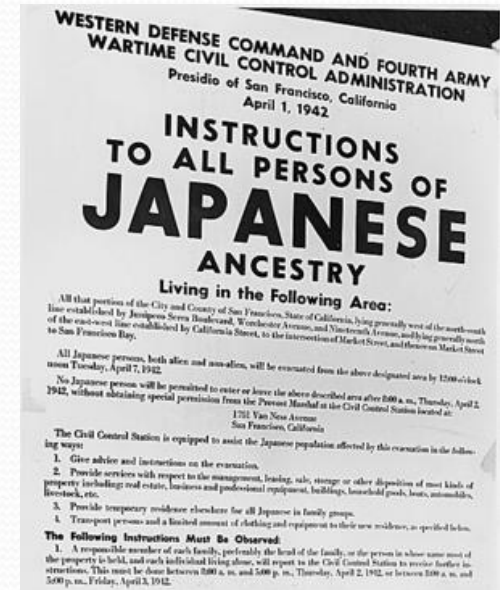 WESTERN DEFENSE COMMAND AND FOURTH ARMY
WARTIME CIVIL CONTROL ADMINISTRATION
Presidio of San Francisco, California
April 1, 1942
INSTRUCTIONS
TO ALL PERSONS OF
JAPANESE
ANCESTRY
Living in the Following Area:
All that portion of the City and County of San Francisco, State of California, lying generally west of the north-south
line established by Junipero Serra Boulevard, Worchester Avenue, and Nineteenth Avenue, and lying generally north
of the east-west line established by California Street, to the intersection of Market Street, and thence on Market Street
to San Francisco Bay.
All Japanese persons, both alien and non-alien, will be evacuated from the above designated area by 12:00 o'clock
noon Tuesday, April 7, 1942.
No Japanese person will be permitted to enter or leave the above described area after 8:00 a. m., Thursday, April 2,
1942, without obtaining special permission from the Provost Marshal at the Civil Control Station located at:
1701 Van Ness Avenue
San Francisco, California
The Civil Control Station is equipped to assist the Japanese population affected by this evacuation in the follow-
ing ways:
1. Give advice and instructions on the evacuation.
2. Provide services with respect to the management, leasing, sale, storage or other disposition of most kinds of
property including: real estate, business and professional equipment, buildings, household goods, boats, automobiles,
livestock, etc.
3. Provide temporary residence elsewhere for all Japanese in family groups.
4. Transport persons and a limited amount of clothing and equipment to their new residence, as specified below.
The Following Instructions Must Be Observed:
1. A responsible member of each family, preferably the head of the family, or the person in whose name most of
the property is held, and each individual living alone, will report to the Civil Control Station to receive further in-
structions. This must be done between 8:00 a. m. and 5:00 p. m., Thursday, April 2, 1942, or between 8:00 a. m. and
5:00 p. m., Friday, April 3, 1942.